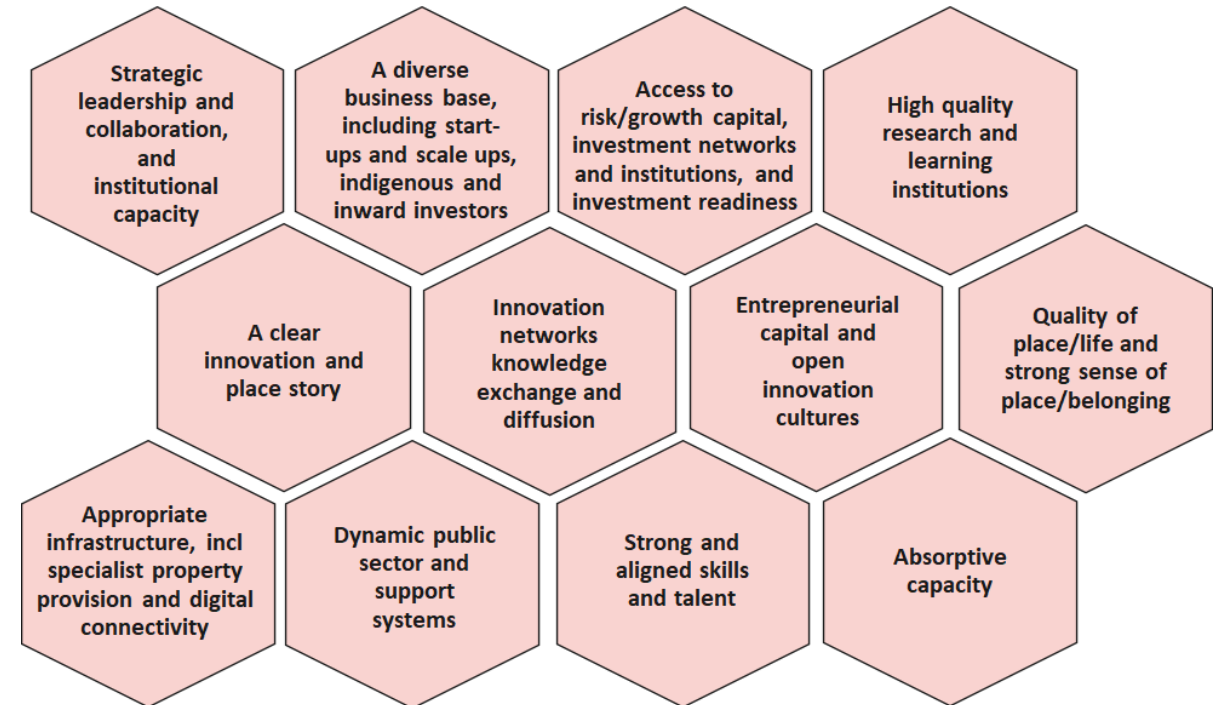 Strategic
leadership and
collaboration,
and
institutional
capacity
A diverse
business base,
including start-
ups and scale ups,
indigenous and
inward investors
Access to
risk/growth capital,
investment networks
and institutions, and
investment readiness
High quality
research and
learning
institutions
A clear
innovation and
place story
Innovation
networks
knowledge
exchange and
diffusion
Entrepreneurial
capital and
open
innovation
cultures
Quality of
place/life and
strong sense of
place/belonging
Appropriate
infrastructure, incl
specialist property
provision and digital
connectivity
Dynamic public
sector and
support
systems
Strong and
aligned skills
and talent
Absorptive
capacity